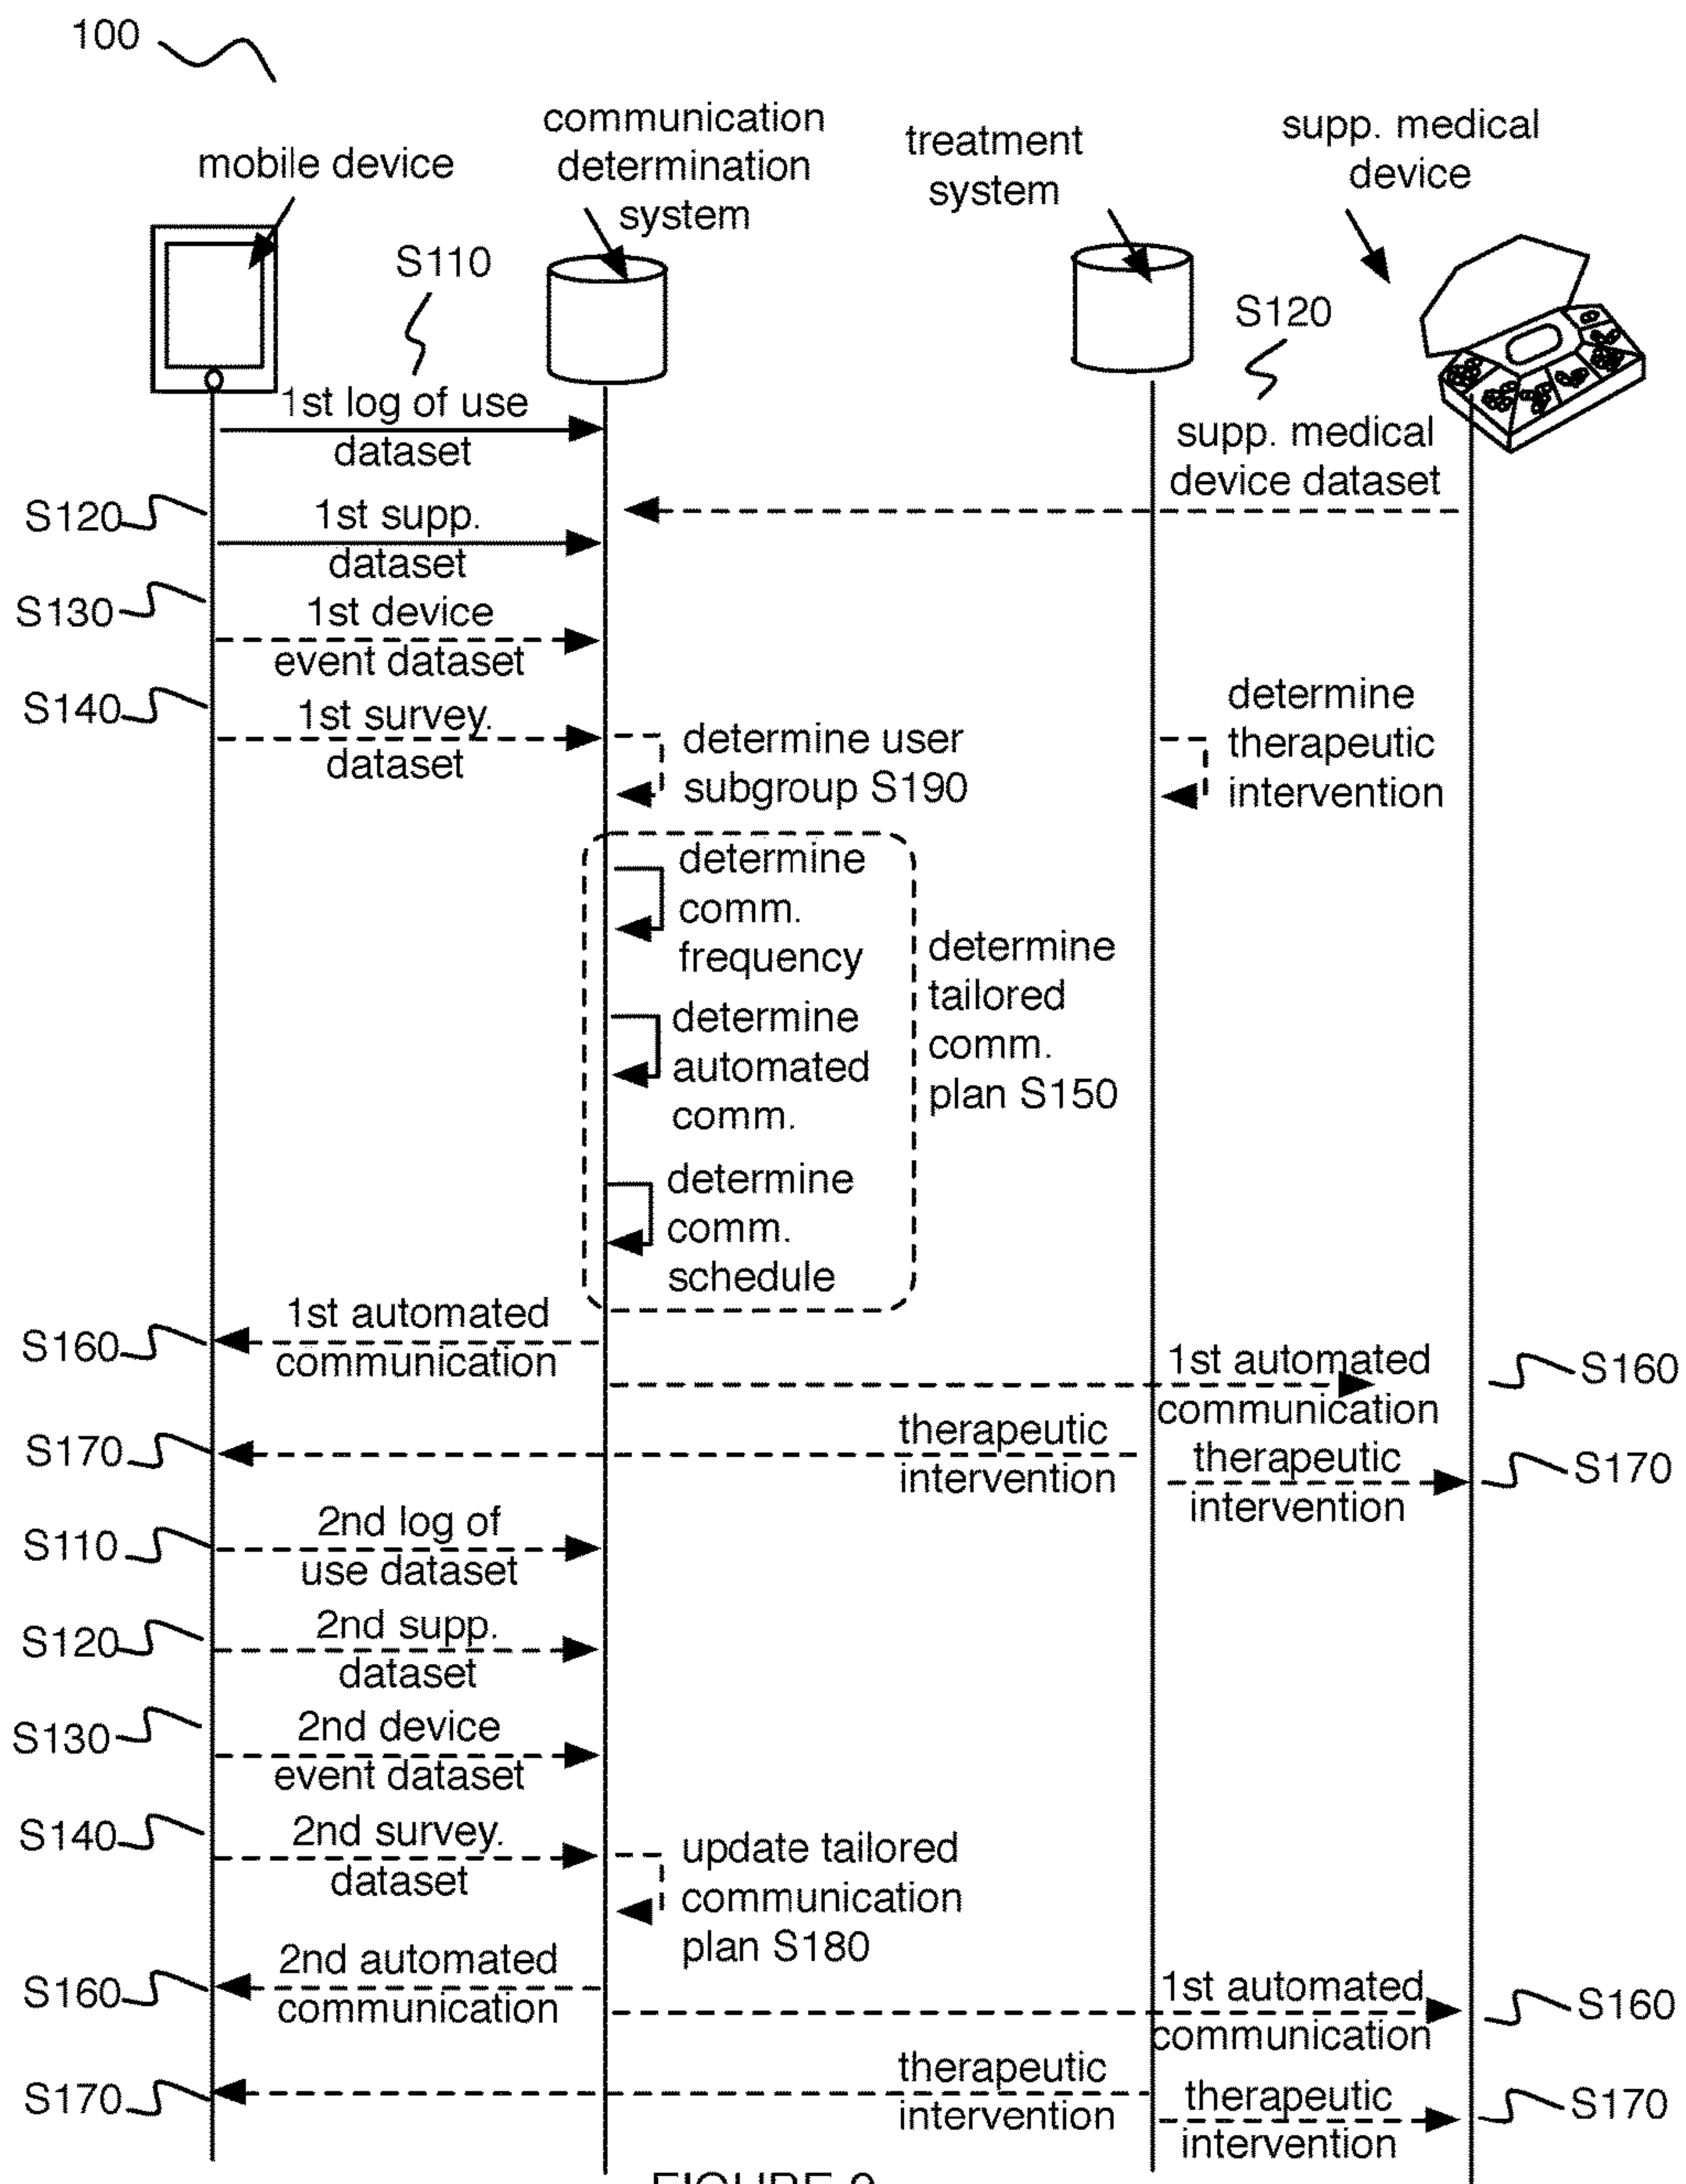 100
mobile device
communication
determination
system
treatment
system
supp. medical
device
S110
S120
1st log of use
dataset
supp. medical
device dataset
S120
1st supp.
dataset
S130
1st device
event dataset
S140
1st survey.
dataset
determine user
subgroup S190
determine
therapeutic
intervention
determine
comm.
frequency
determine
automated
comm.
determine
comm.
schedule
determine
tailored
comm.
plan S150
S160
1st automated
communication
1st automated
communication
S160
S170
therapeutic
intervention
therapeutic
intervention
S170
S110
2nd log of
use dataset
S120
2nd supp.
dataset
S130
2nd device
event dataset
S140
2nd survey.
dataset
update tailored
communication
plan S180
S160
2nd automated
communication
1st automated
communication
S160
S170
therapeutic
intervention
therapeutic
intervention
S170